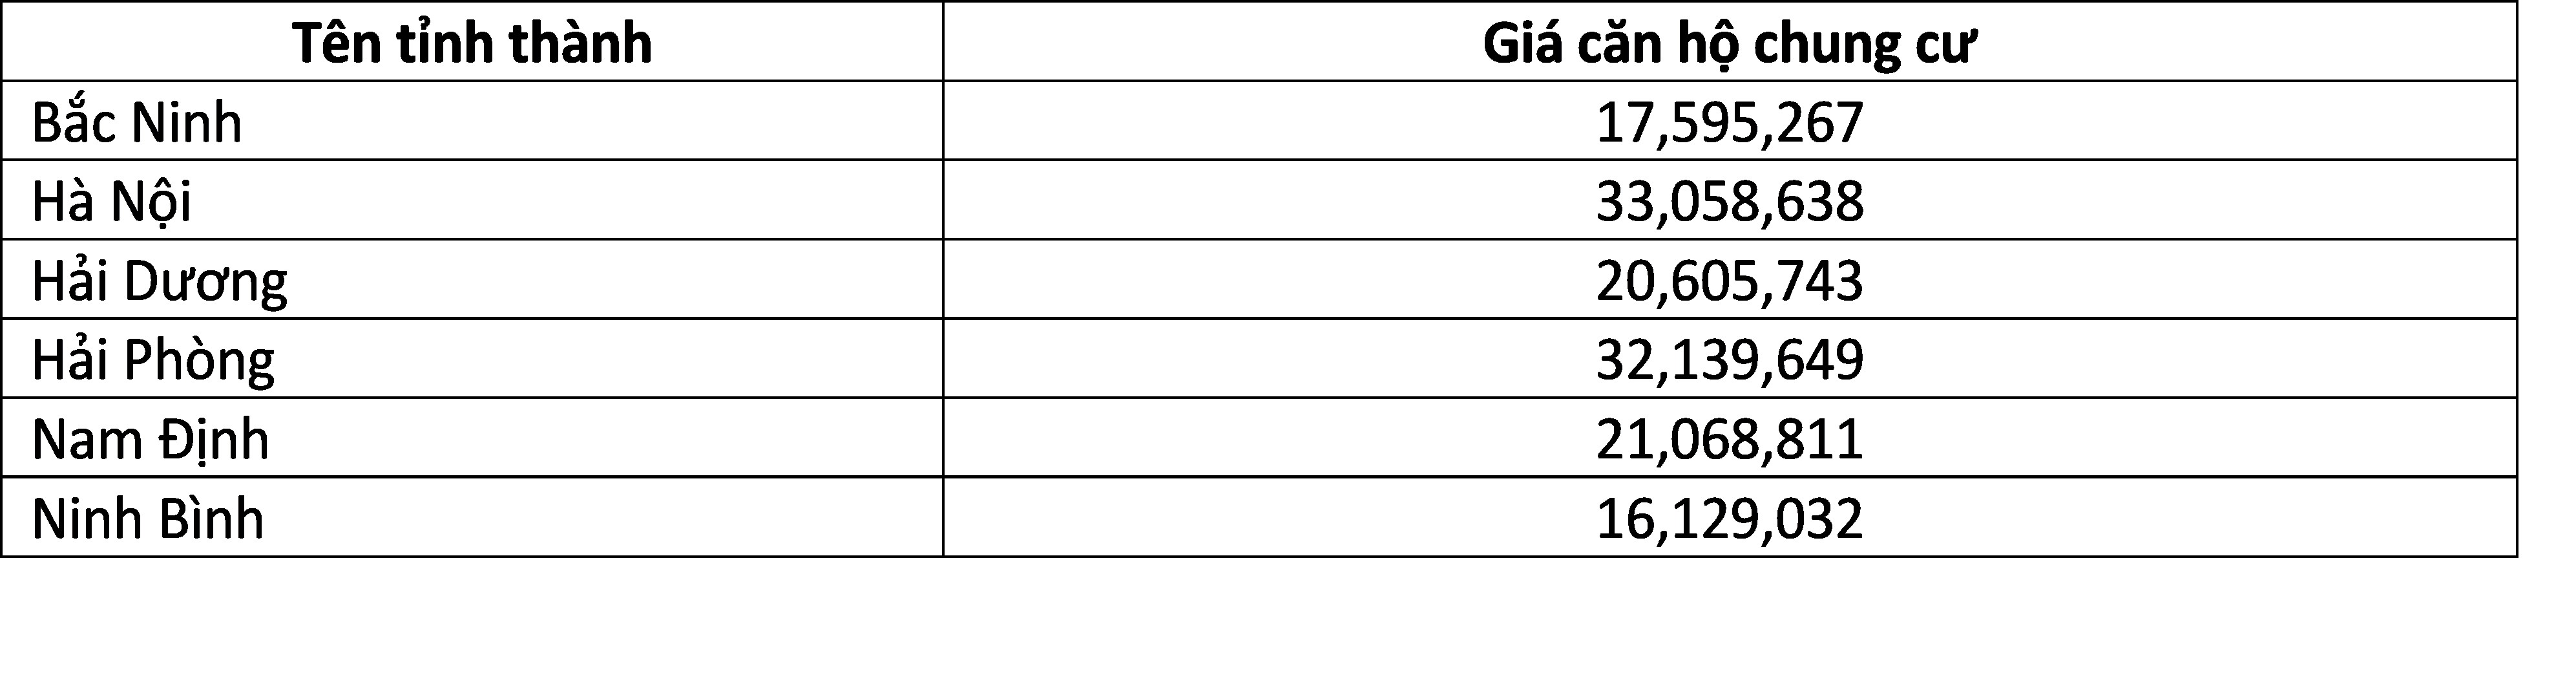 Tên tỉnh thành Giá căn hộ chung cư
Bắc Ninh 17,595,267
Hà Nội 33,058,638
Hải Dương 20,605,743
Hải Phòng 32,139,649
Nam Định 21,068,811
Ninh Bình 16,129,032